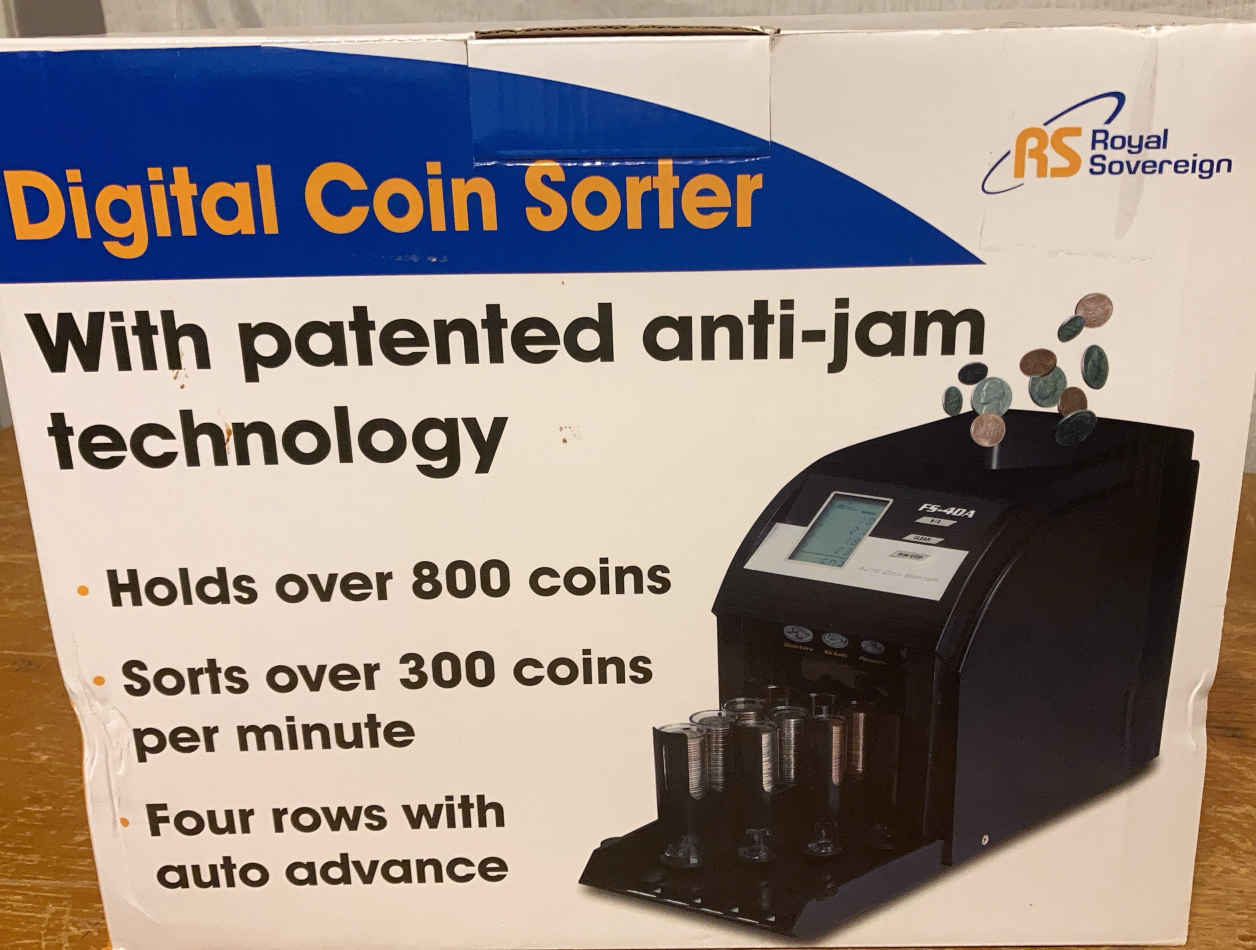 Digital Coin Sorter
RS Royal
Sovereign
With patented anti-jam
technology
• Holds over 800 coins
• Sorts over 300 coins
per minute
• Four rows with
auto advance
FS-40A
CLEAR